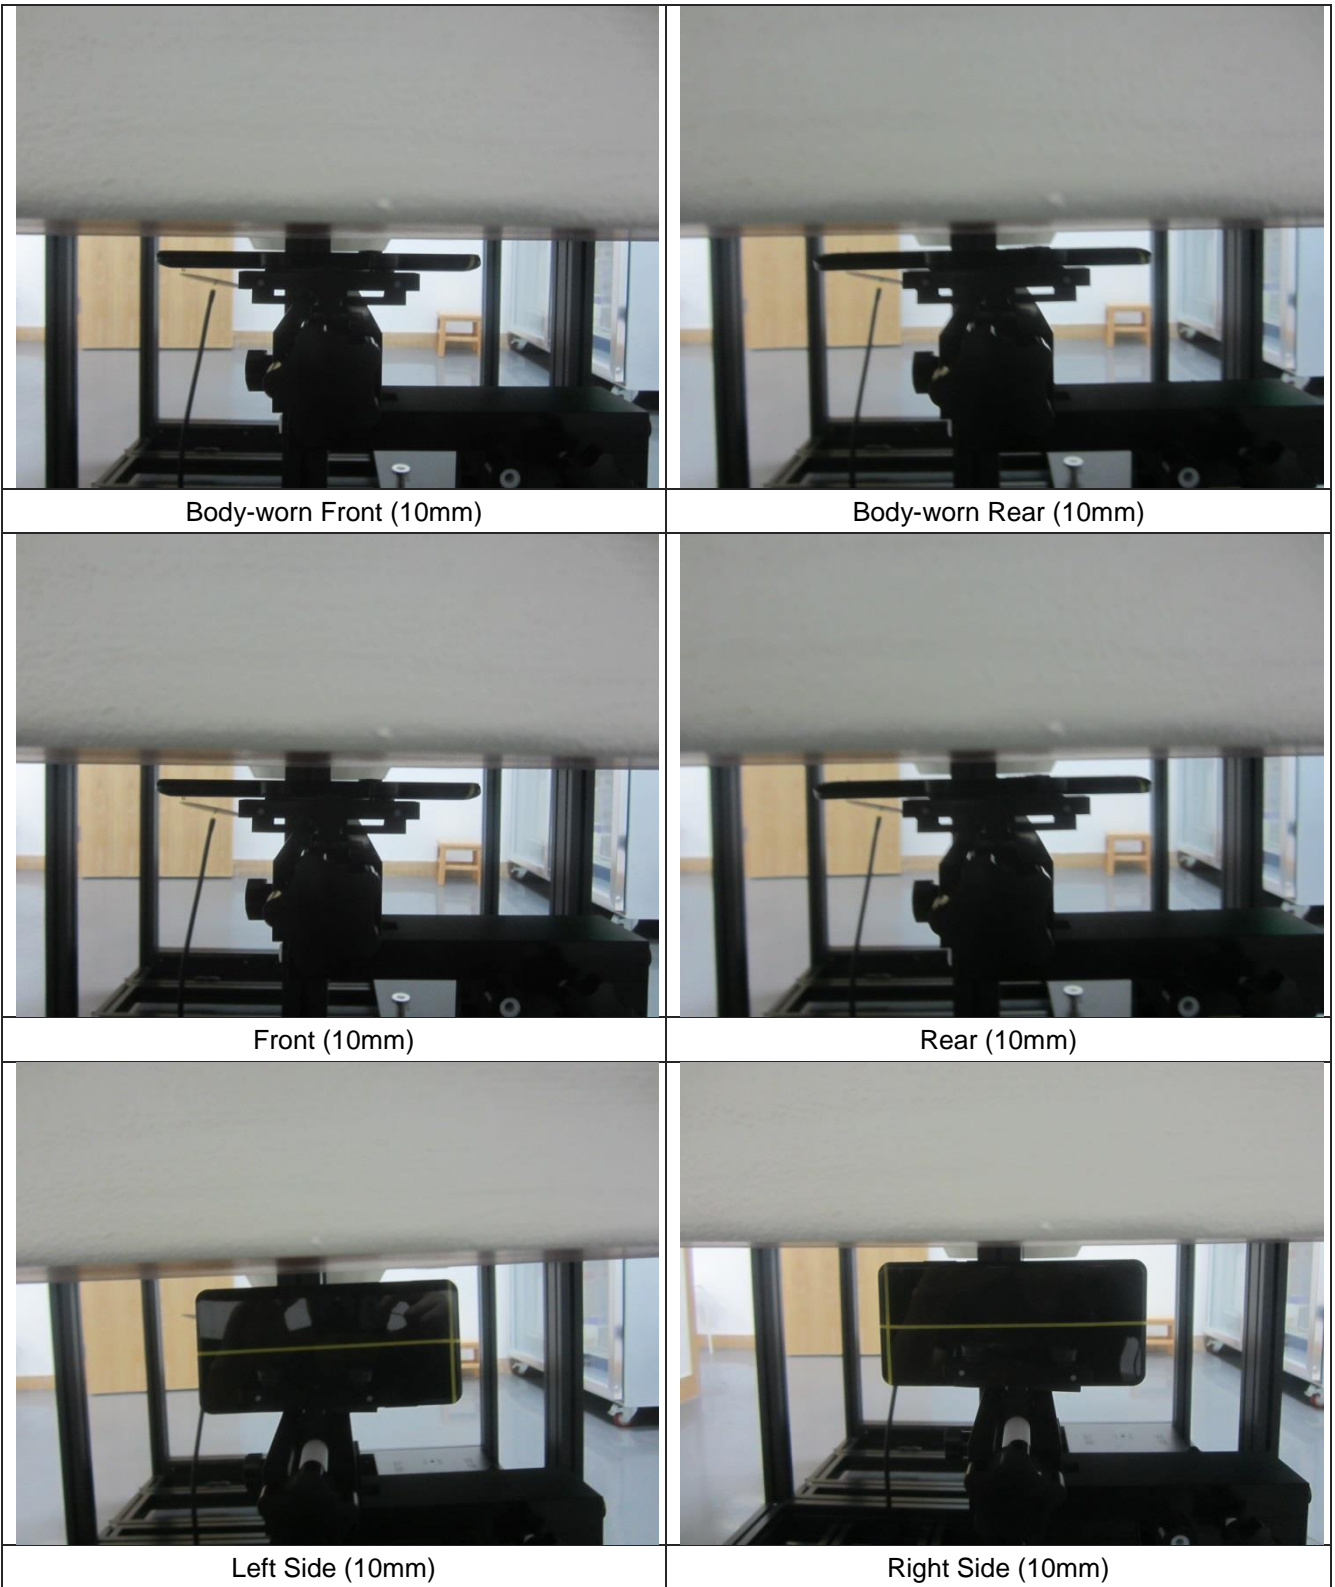 Body-worn Front (10mm)
Body-worn Rear (10mm)
Front (10mm)
Rear (10mm)
Left Side (10mm)
Right Side (10mm)